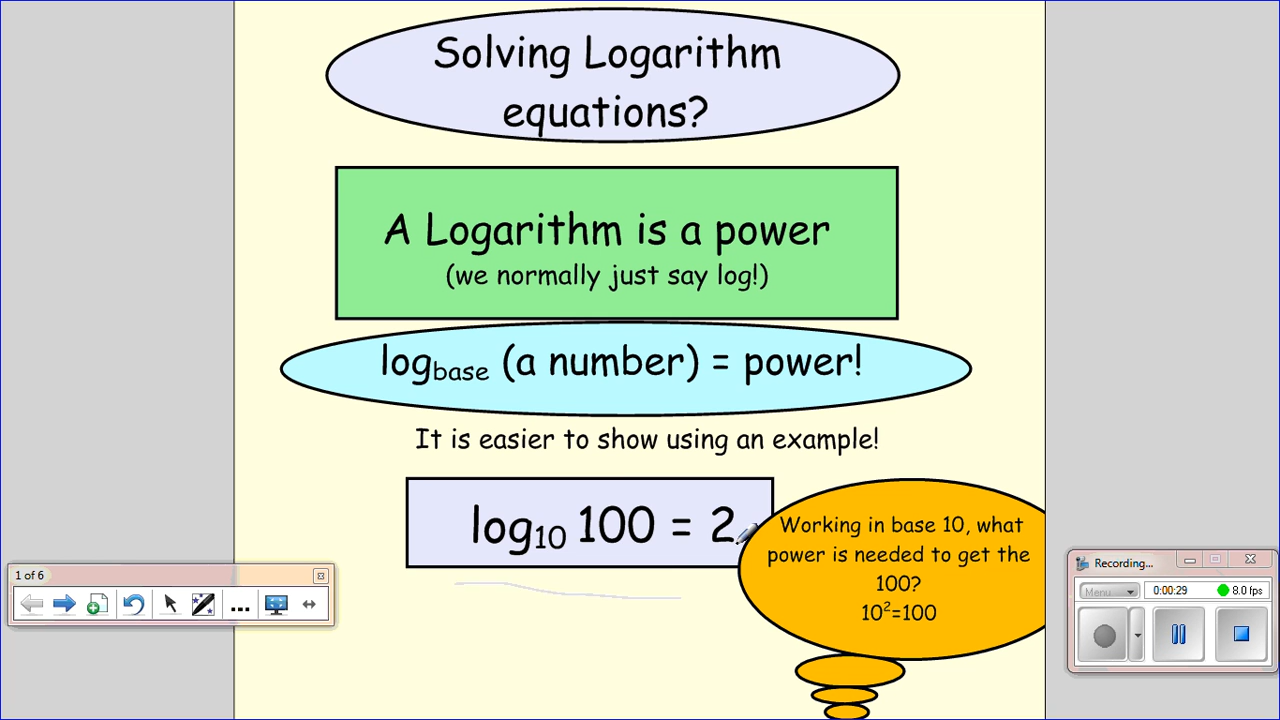 Solving Logarithm
equations?
A Logarithm is a power
(we normally just say log!)
log_base (a number) = power!
It is easier to show using an example!
log₁₀ 100 = 2
Working in base 10, what
power is needed to get the
100?
10²=100
1 of 6
...
Recording...
Menu
0:00:29
8.0 fps